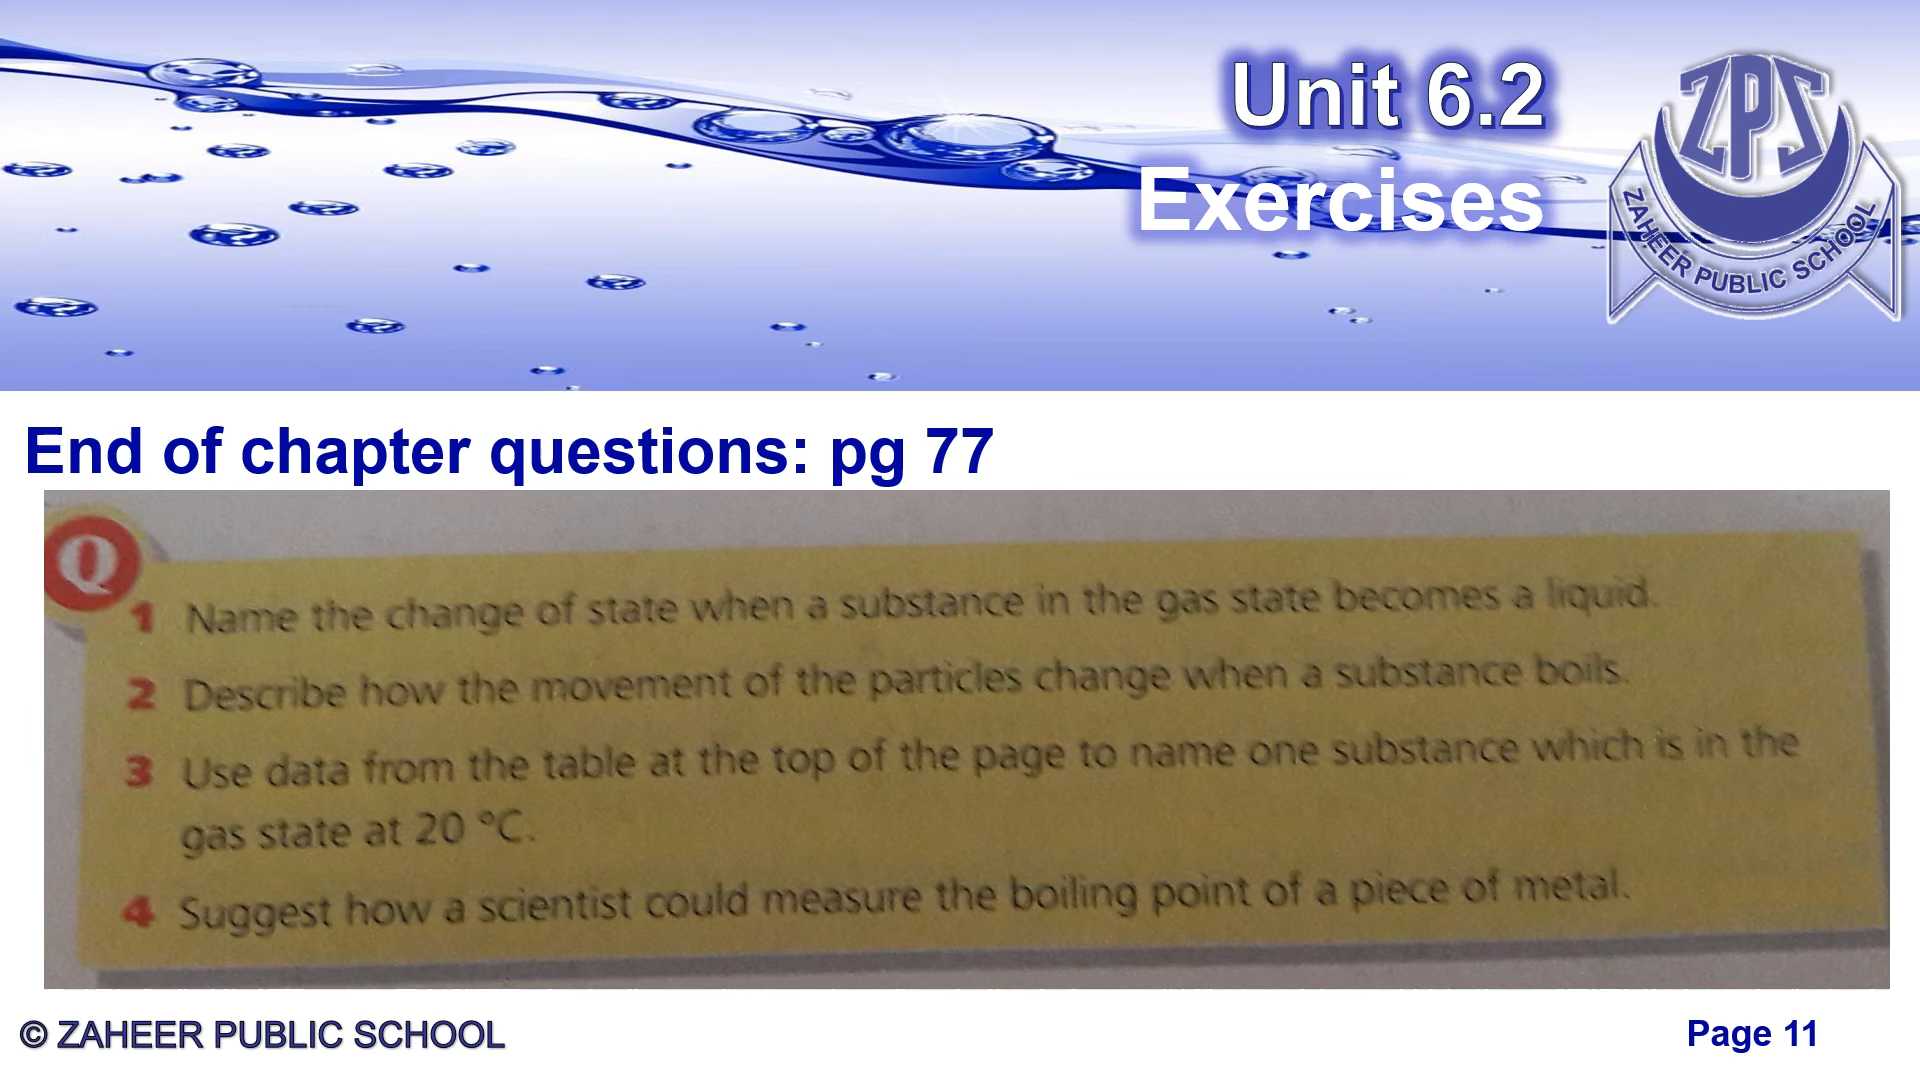 Unit 6.2
Exercises
ZPS
ZAHEER PUBLIC SCHOOL
End of chapter questions: pg 77
Q
1 Name the change of state when a substance in the gas state becomes a liquid.
2 Describe how the movement of the particles change when a substance boils.
3 Use data from the table at the top of the page to name one substance which is in the
gas state at 20 °C.
4 Suggest how a scientist could measure the boiling point of a piece of metal.
© ZAHEER PUBLIC SCHOOL
Page 11